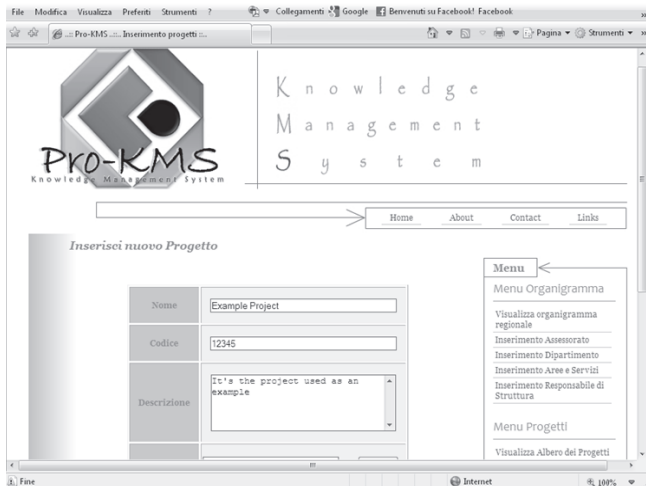 File Modifica Visualizza Preferiti Strumenti ? Collegamenti Google Benvenuti su Facebook! Facebook »
..:: Pro-KMS ..::.. Inserimento progetti ::.. Pagina Strumenti »
Knowledge
Management
System
Pro-KMS
Knowledge Management System
Home About Contact Links
Inserisci nuovo Progetto
Nome Example Project
Codice 12345
Descrizione It's the project used as an
example
Menu
Menu Organigramma
Visualizza organigramma
regionale
Inserimento Assessorato
Inserimento Dipartimento
Inserimento Aree e Servizi
Inserimento Responsabile di
Struttura
Menu Progetti
Visualizza Albero dei Progetti
Fine Internet 100%